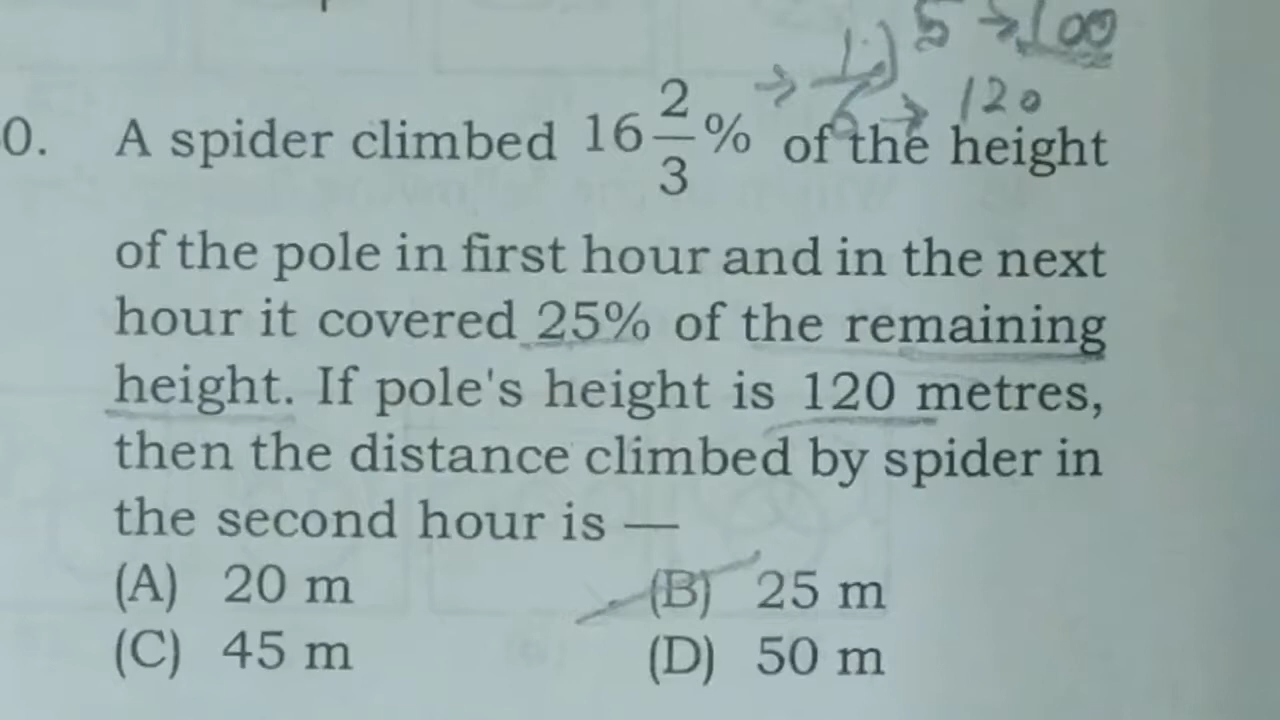 5 → 100
→ 1
6 → 120
0. A spider climbed 16 2/3 % of the height
of the pole in first hour and in the next
hour it covered 25% of the remaining
height. If pole's height is 120 metres,
then the distance climbed by spider in
the second hour is —
(A) 20 m (B) 25 m
(C) 45 m (D) 50 m